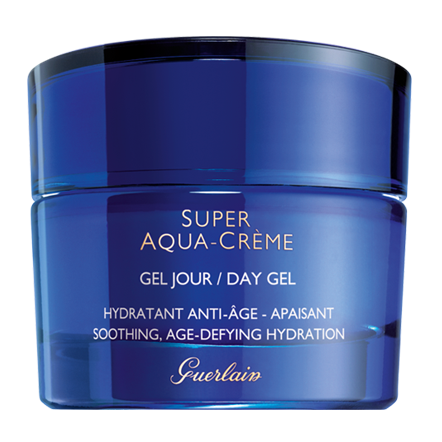 SUPER
AQUA-CRÈME
GEL JOUR / DAY GEL
HYDRATANT ANTI-ÂGE - APAISANT
SOOTHING, AGE-DEFYING HYDRATION
Guerlain